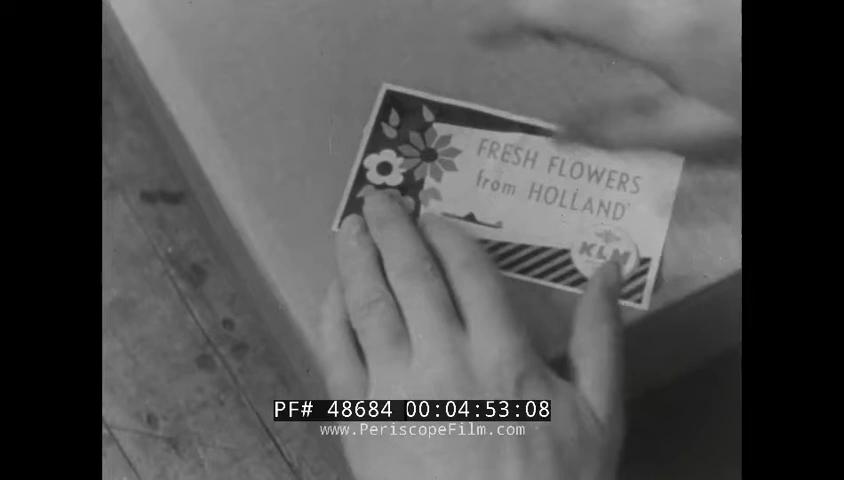 FRESH FLOWERS
from HOLLAND
KLM
PF# 48684 00:04:53:08
www.PeriscopeFilm.com